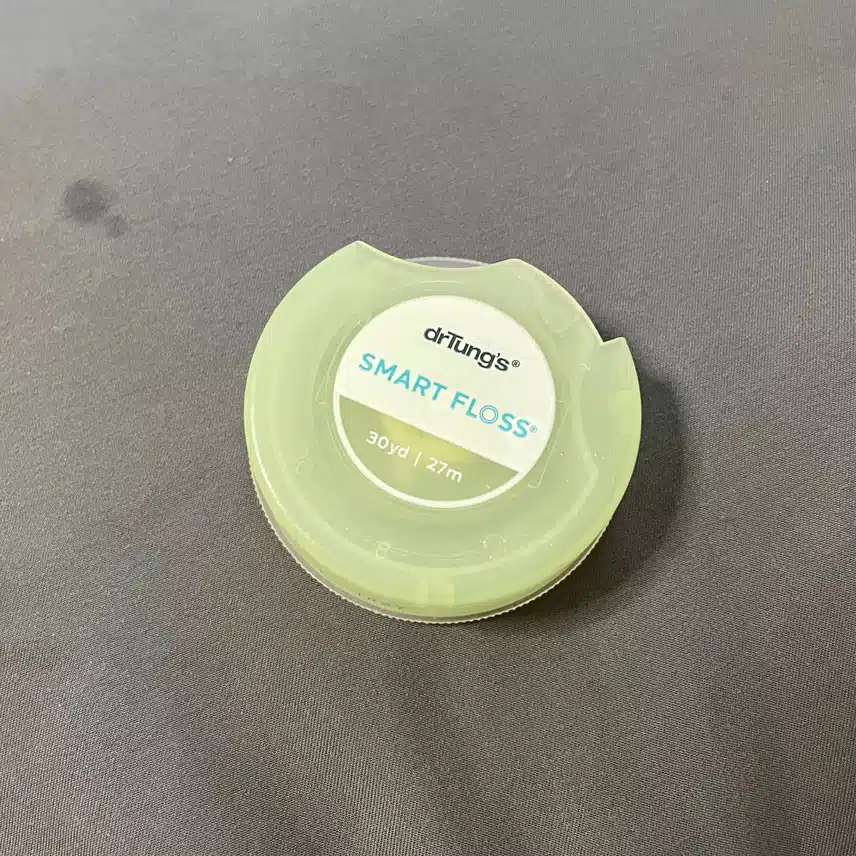 drTung's®
SMART FLOSS®
30yd | 27m